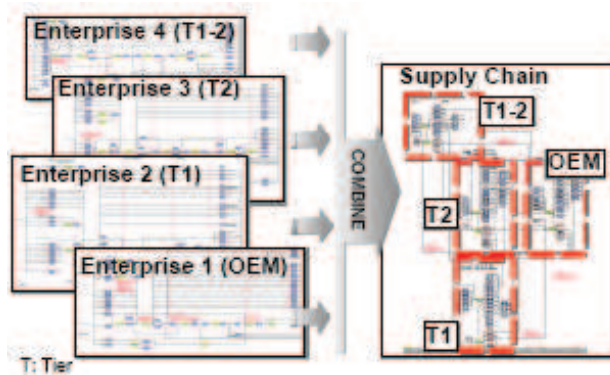 Enterprise 4 (T1-2)
Enterprise 3 (T2)
Enterprise 2 (T1)
Enterprise 1 (OEM)
T: Tier
COMBINE
Supply Chain
T1-2
OEM
T2
T1